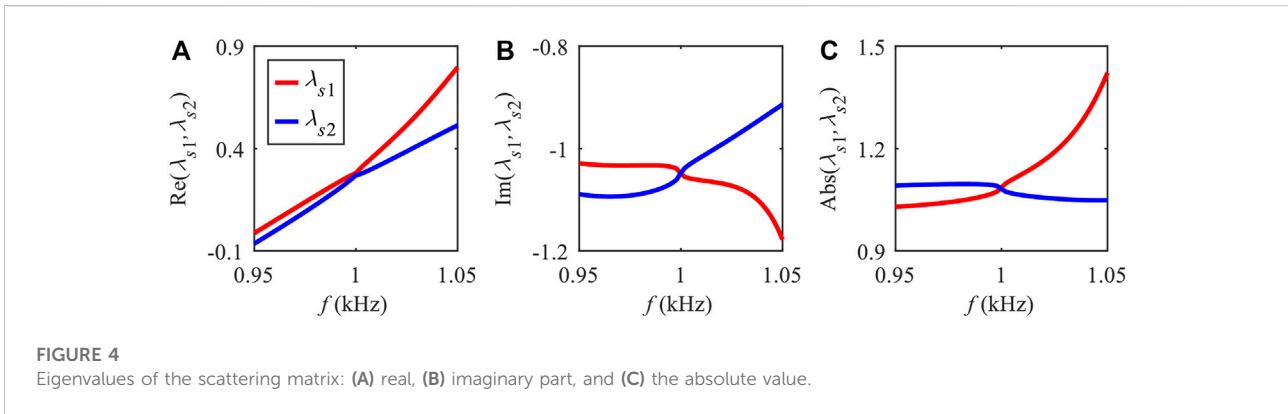 A
0.9
0.4
-0.1
0.95
1
1.05
Re(λs1, λs2)
f (kHz)
λs1
λs2
B
-0.8
-1
-1.2
0.95
1
1.05
Im(λs1, λs2)
f (kHz)
C
1.5
1.2
0.9
0.95
1
1.05
Abs(λs1, λs2)
f (kHz)
FIGURE 4
Eigenvalues of the scattering matrix: (A) real, (B) imaginary part, and (C) the absolute value.